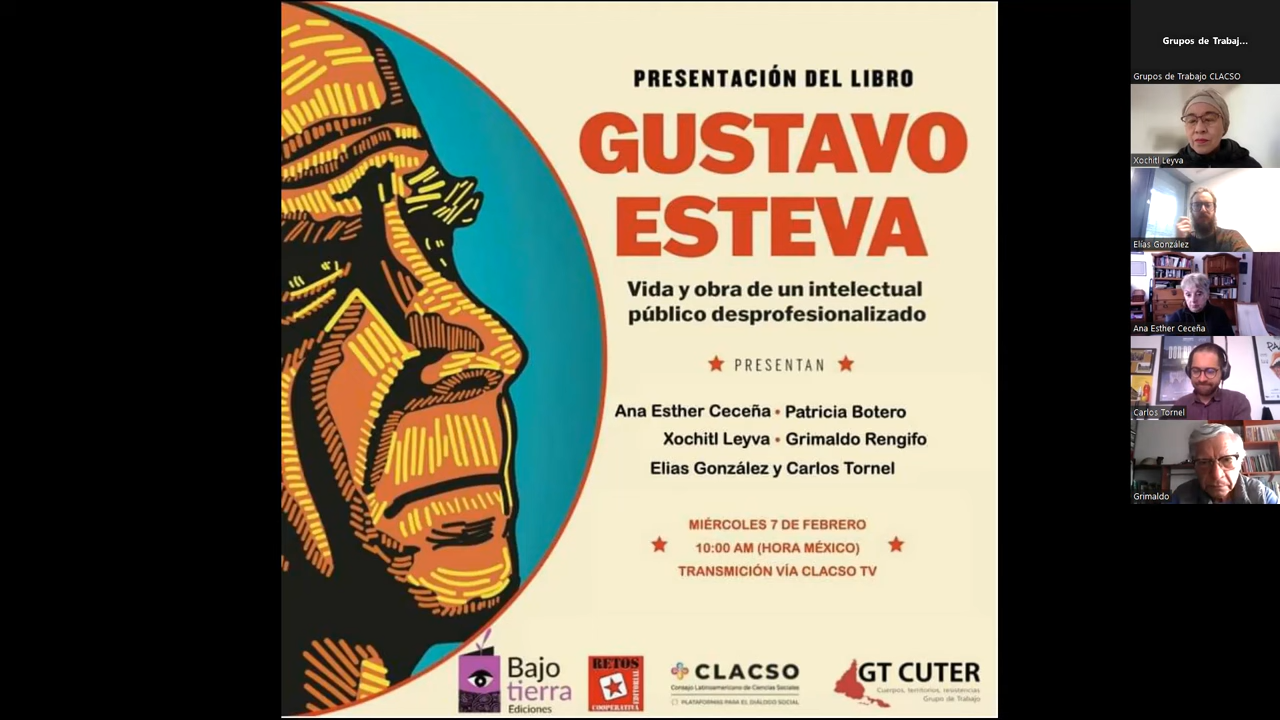 PRESENTACIÓN DEL LIBRO
GUSTAVO
ESTEVA
Vida y obra de un intelectual
público desprofesionalizado
★ PRESENTAN ★
Ana Esther Ceceña • Patricia Botero
Xochitl Leyva • Grimaldo Rengifo
Elias González y Carlos Tornel
MIÉRCOLES 7 DE FEBRERO
★ 10:00 AM (HORA MÉXICO) ★
TRANSMICIÓN VÍA CLACSO TV
Bajo
tierra
Ediciones
RETOS
EDITORIAL
COOPERATIVA
CLACSO
Consejo Latinoamericano de Ciencias Sociales
PLATAFORMAS PARA EL DIÁLOGO SOCIAL
GT CUTER
Cuerpos, territorios, resistencias
Grupo de Trabajo
Grupos de Trabaj...
Grupos de Trabajo CLACSO
Xochitl Leyva
Elías González
Ana Esther Ceceña
Carlos Tornel
Grimaldo